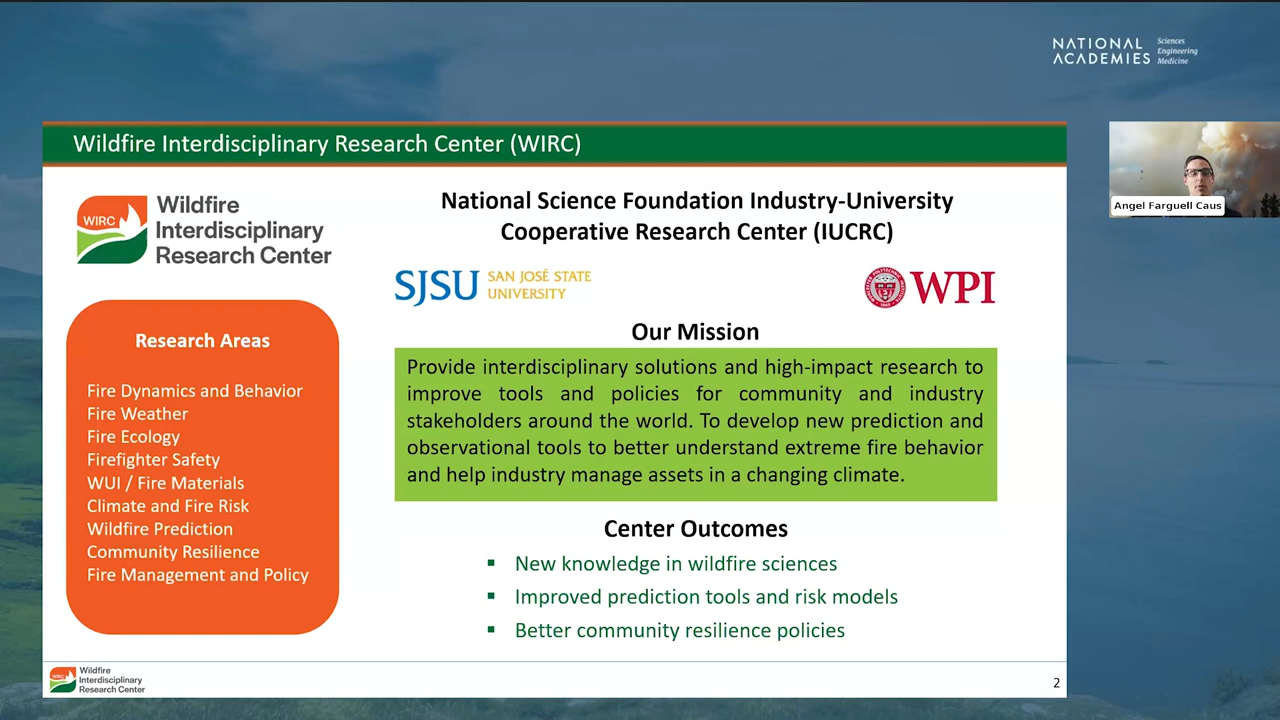 NATIONAL ACADEMIES
Sciences
Engineering
Medicine
Wildfire Interdisciplinary Research Center (WIRC)
Angel Farguell Caus
WIRC
Wildfire
Interdisciplinary
Research Center
National Science Foundation Industry-University
Cooperative Research Center (IUCRC)
SJSU SAN JOSÉ STATE
UNIVERSITY
WPI
Research Areas
Fire Dynamics and Behavior
Fire Weather
Fire Ecology
Firefighter Safety
WUI / Fire Materials
Climate and Fire Risk
Wildfire Prediction
Community Resilience
Fire Management and Policy
Our Mission
Provide interdisciplinary solutions and high-impact research to
improve tools and policies for community and industry
stakeholders around the world. To develop new prediction and
observational tools to better understand extreme fire behavior
and help industry manage assets in a changing climate.
Center Outcomes
▪ New knowledge in wildfire sciences
▪ Improved prediction tools and risk models
▪ Better community resilience policies
WIRC
Wildfire
Interdisciplinary
Research Center
2